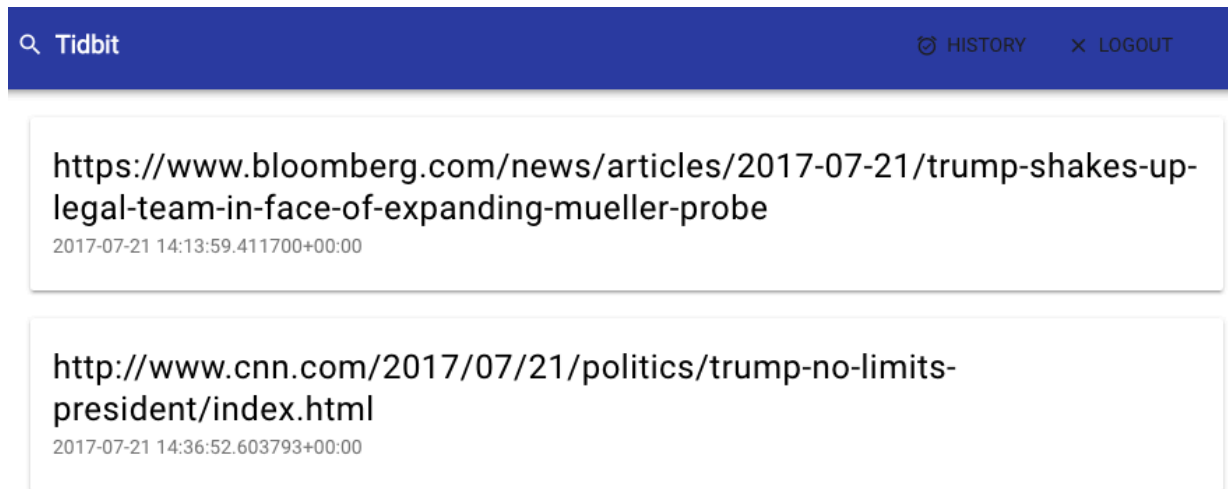 Tidbit HISTORY LOGOUT
https://www.bloomberg.com/news/articles/2017-07-21/trump-shakes-up-
legal-team-in-face-of-expanding-mueller-probe
2017-07-21 14:13:59.411700+00:00
http://www.cnn.com/2017/07/21/politics/trump-no-limits-
president/index.html
2017-07-21 14:36:52.603793+00:00